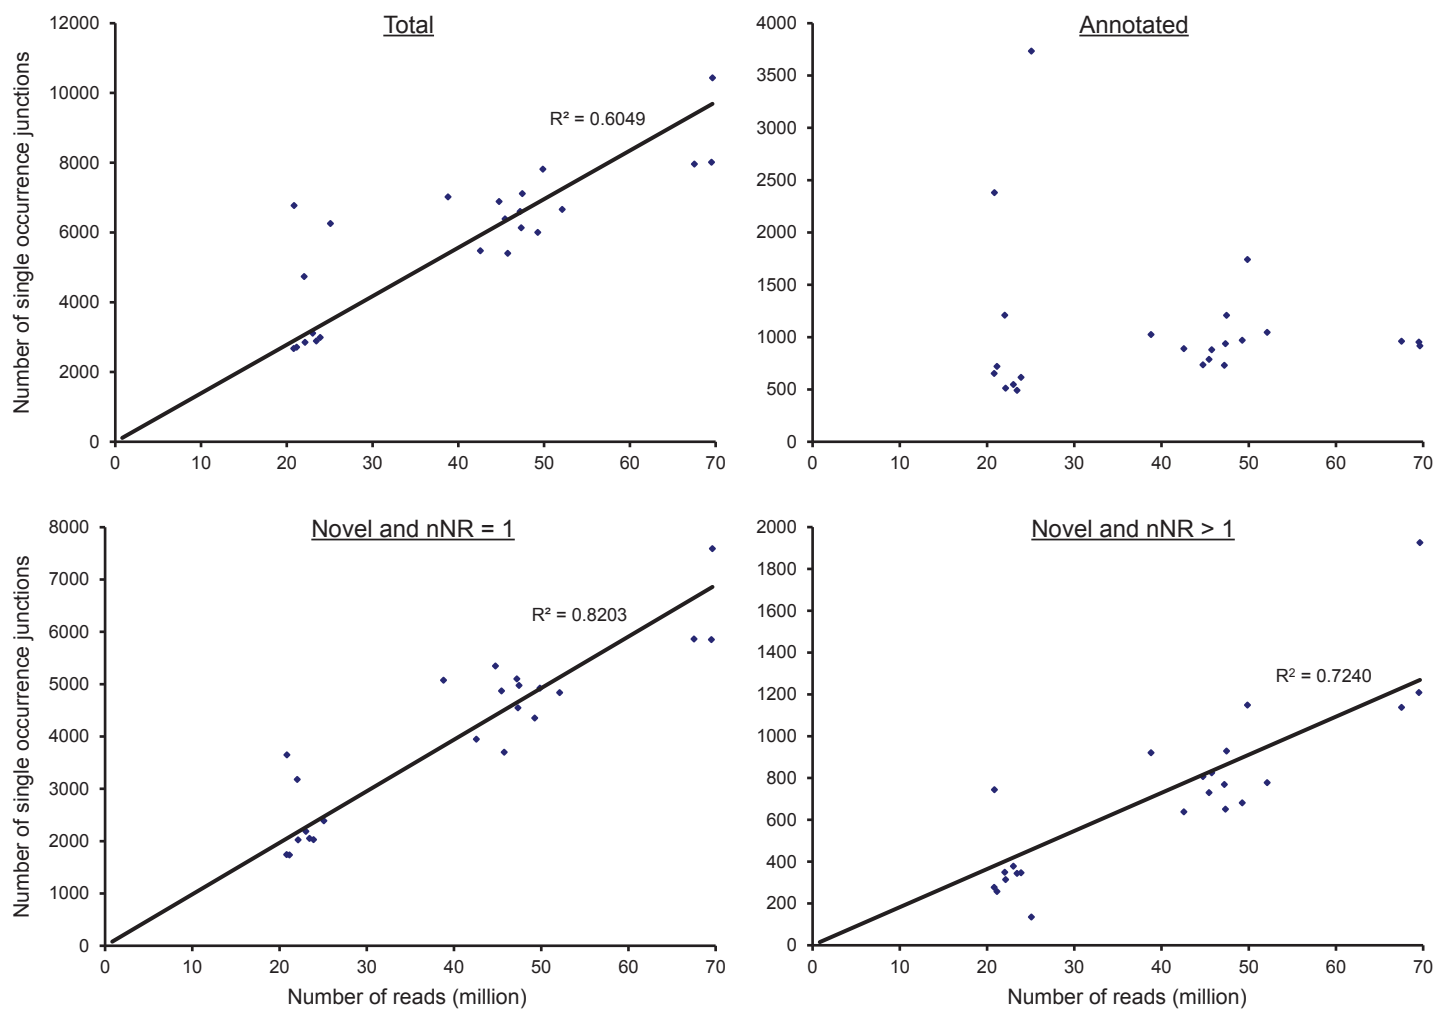 Total
12000
10000
8000
6000
4000
2000
0
R² = 0.6049
0 10 20 30 40 50 60 70
Number of single occurrence junctions
Annotated
4000
3500
3000
2500
2000
1500
1000
500
0
0 10 20 30 40 50 60 70
Novel and nNR = 1
8000
7000
6000
5000
4000
3000
2000
1000
0
R² = 0.8203
0 10 20 30 40 50 60 70
Number of single occurrence junctions
Number of reads (million)
Novel and nNR > 1
2000
1800
1600
1400
1200
1000
800
600
400
200
0
R² = 0.7240
0 10 20 30 40 50 60 70
Number of reads (million)